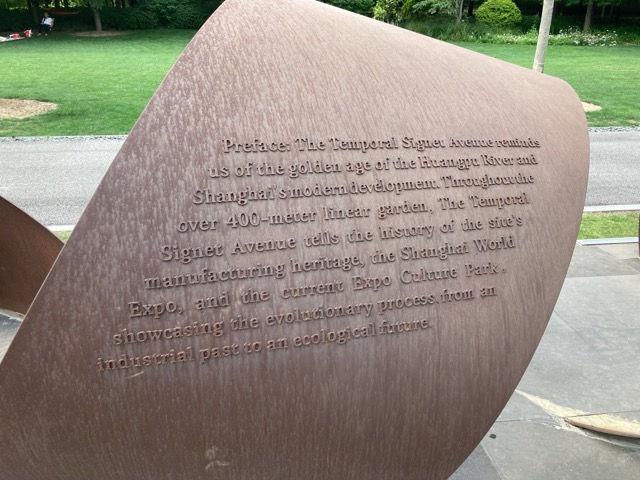 Preface: The Temporal Signet Avenue reminds
us of the golden age of the Huangpu River and
Shanghai's modern development. Throughout the
over 400-meter linear garden, The Temporal
Signet Avenue tells the history of the site's
manufacturing heritage, the Shanghai World
Expo, and the current Expo Culture Park,
showcasing the evolutionary process from an
industrial past to an ecological future.